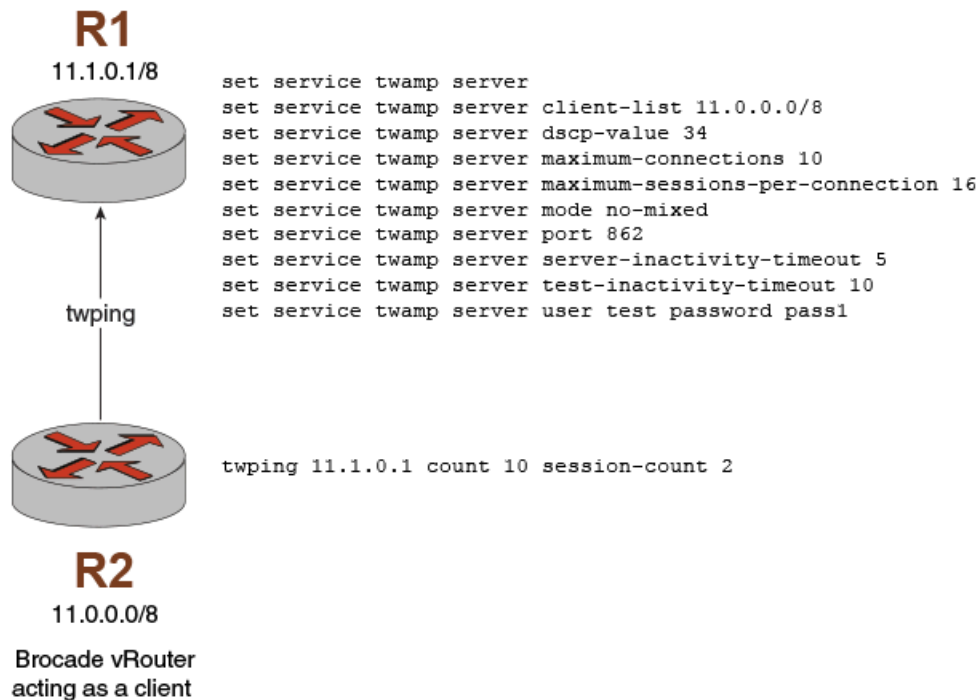 R1
11.1.0.1/8
set service twamp server
set service twamp server client-list 11.0.0.0/8
set service twamp server dscp-value 34
set service twamp server maximum-connections 10
set service twamp server maximum-sessions-per-connection 16
set service twamp server mode no-mixed
set service twamp server port 862
set service twamp server server-inactivity-timeout 5
set service twamp server test-inactivity-timeout 10
set service twamp server user test password pass1
twping
twping 11.1.0.1 count 10 session-count 2
R2
11.0.0.0/8
Brocade vRouter
acting as a client